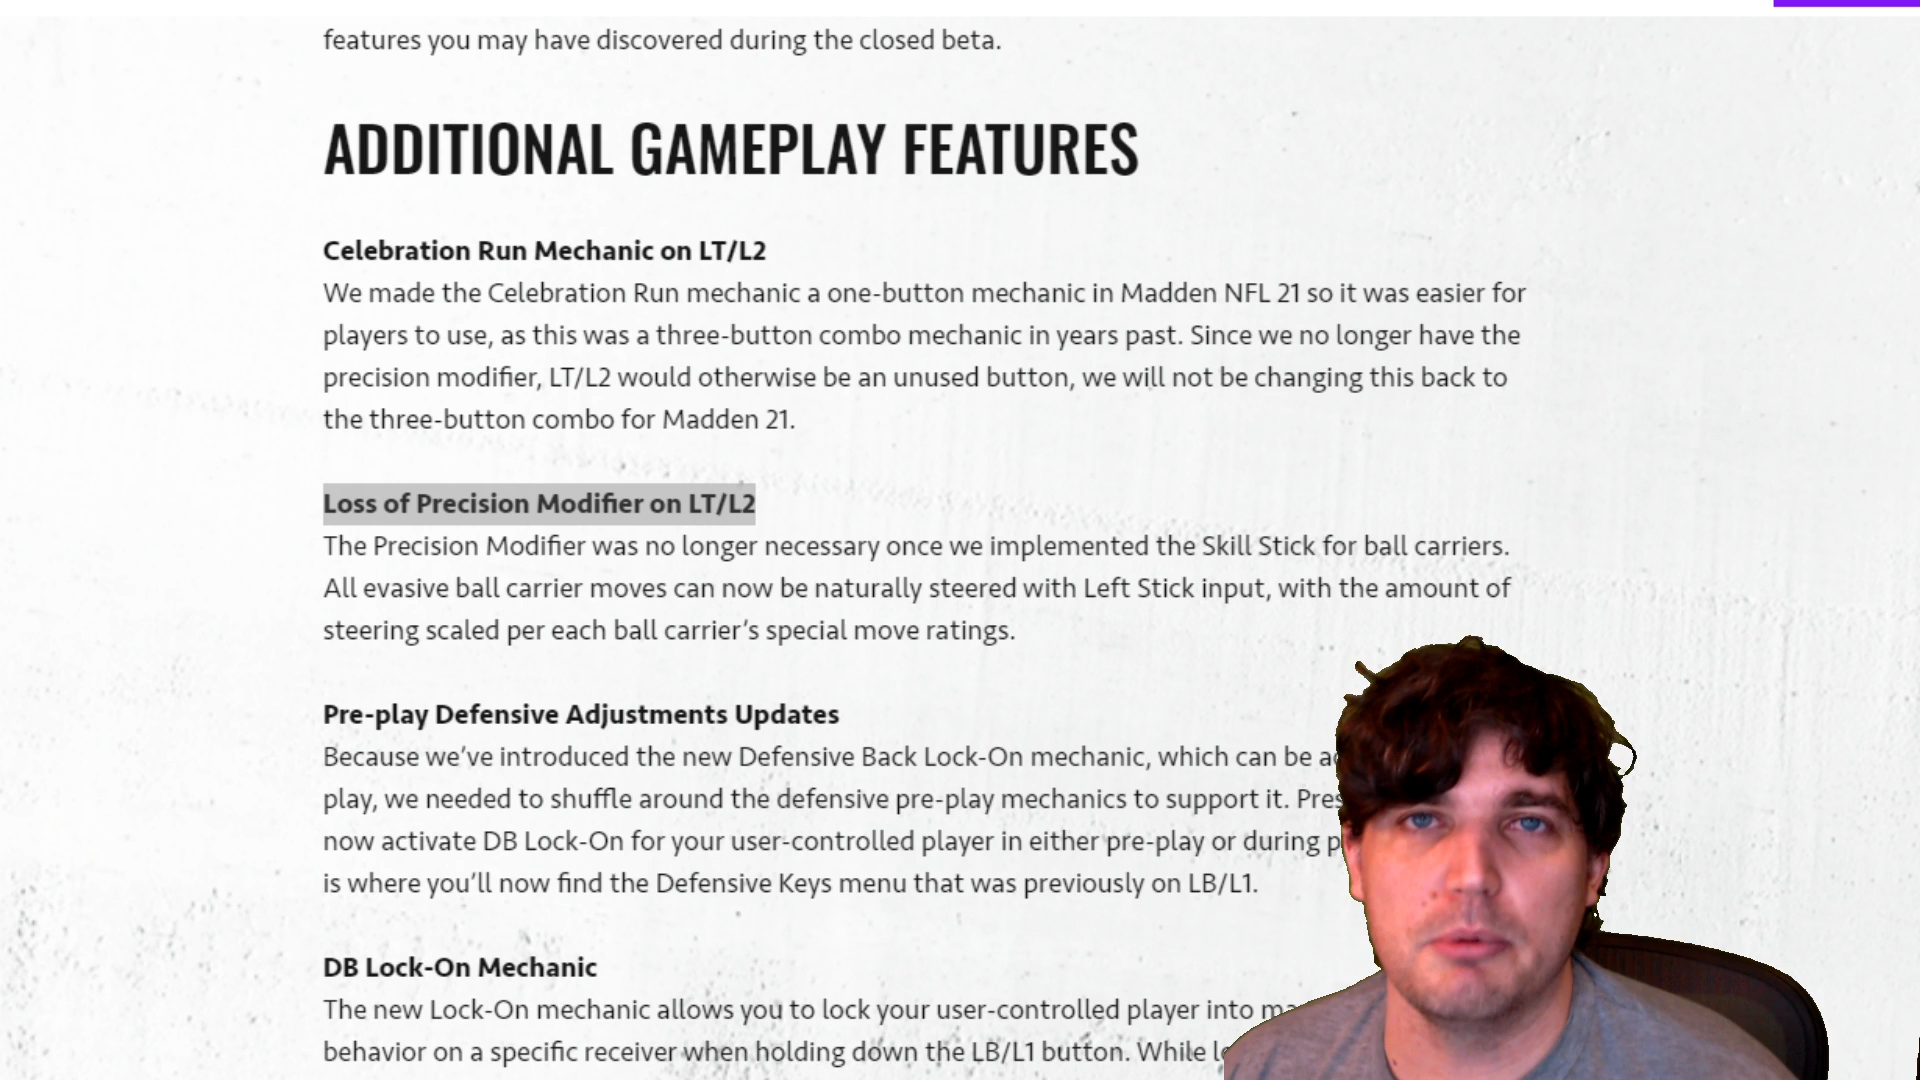 features you may have discovered during the closed beta.
ADDITIONAL GAMEPLAY FEATURES
Celebration Run Mechanic on LT/L2
We made the Celebration Run mechanic a one-button mechanic in Madden NFL 21 so it was easier for
players to use, as this was a three-button combo mechanic in years past. Since we no longer have the
precision modifier, LT/L2 would otherwise be an unused button, we will not be changing this back to
the three-button combo for Madden 21.
Loss of Precision Modifier on LT/L2
The Precision Modifier was no longer necessary once we implemented the Skill Stick for ball carriers.
All evasive ball carrier moves can now be naturally steered with Left Stick input, with the amount of
steering scaled per each ball carrier’s special move ratings.
Pre-play Defensive Adjustments Updates
Because we’ve introduced the new Defensive Back Lock-On mechanic, which can be
play, we needed to shuffle around the defensive pre-play mechanics to support it.
now activate DB Lock-On for your user-controlled player in either pre-play or during
is where you’ll now find the Defensive Keys menu that was previously on LB/L1.
DB Lock-On Mechanic
The new Lock-On mechanic allows you to lock your user-controlled player into
behavior on a specific receiver when holding down the LB/L1 button. While